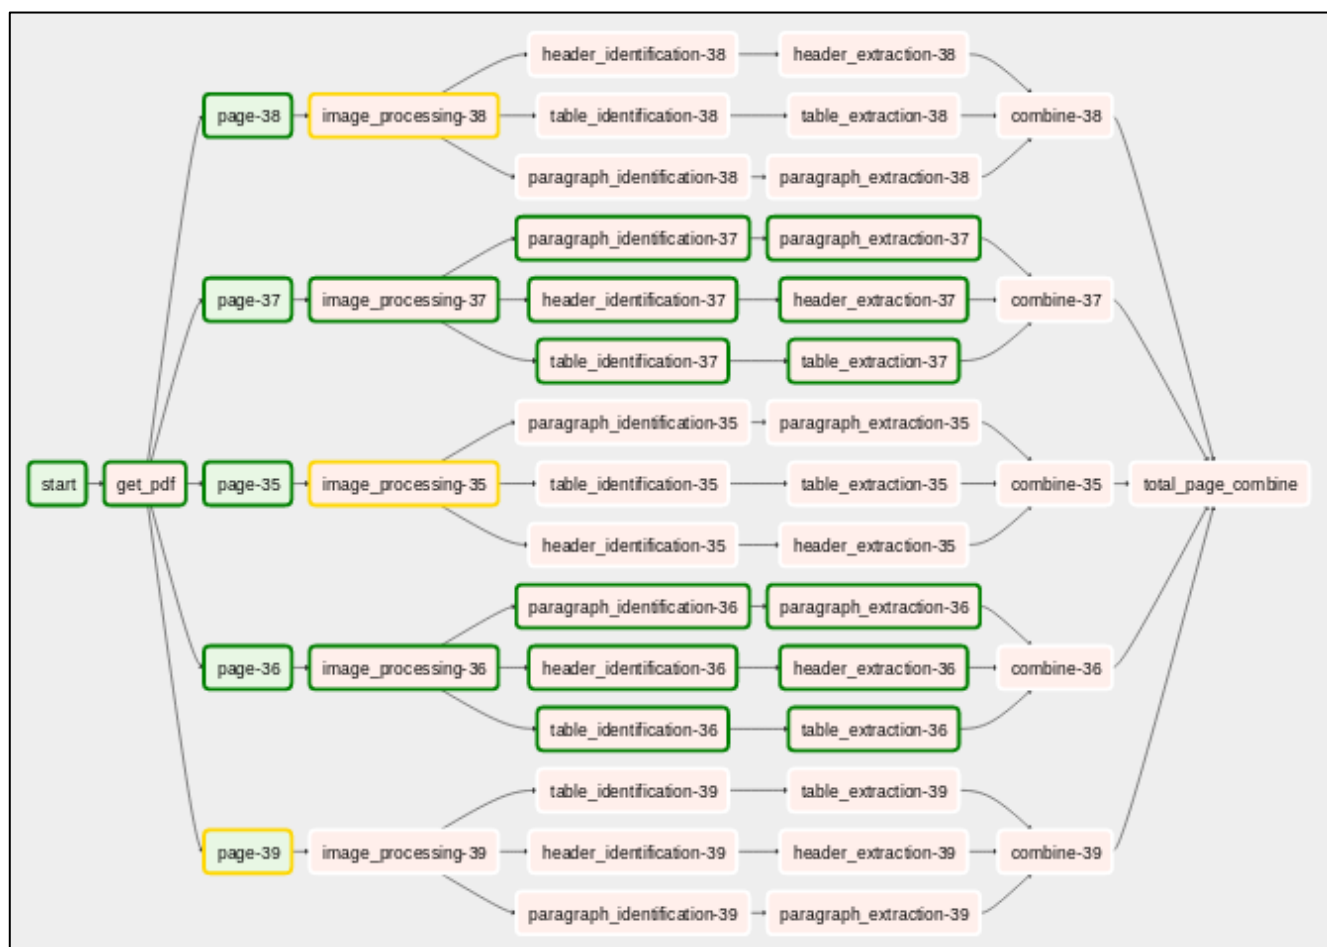 header_identification-38 header_extraction-38
page-38 image_processing-38 table_identification-38 table_extraction-38 combine-38
paragraph_identification-38 paragraph_extraction-38
paragraph_identification-37 paragraph_extraction-37
page-37 image_processing-37 header_identification-37 header_extraction-37 combine-37
table_identification-37 table_extraction-37
paragraph_identification-35 paragraph_extraction-35
start get_pdf page-35 image_processing-35 table_identification-35 table_extraction-35 combine-35 total_page_combine
header_identification-35 header_extraction-35
paragraph_identification-36 paragraph_extraction-36
page-36 image_processing-36 header_identification-36 header_extraction-36 combine-36
table_identification-36 table_extraction-36
table_identification-39 table_extraction-39
page-39 image_processing-39 header_identification-39 header_extraction-39 combine-39
paragraph_identification-39 paragraph_extraction-39